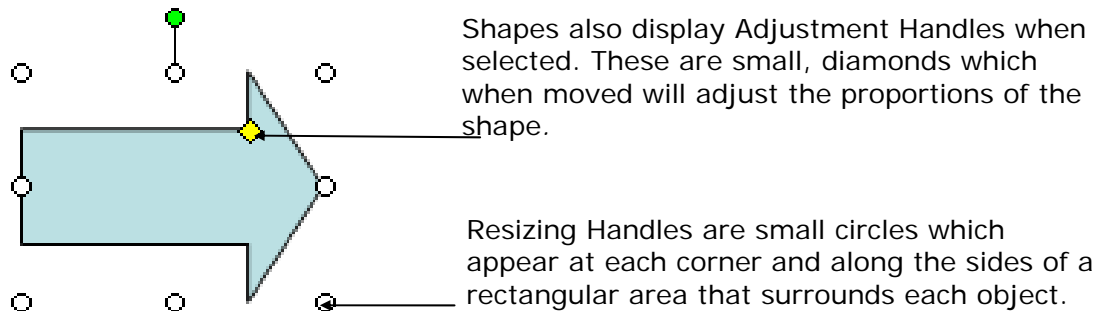 Shapes also display Adjustment Handles when
selected. These are small, diamonds which
when moved will adjust the proportions of the
shape.
Resizing Handles are small circles which
appear at each corner and along the sides of a
rectangular area that surrounds each object.